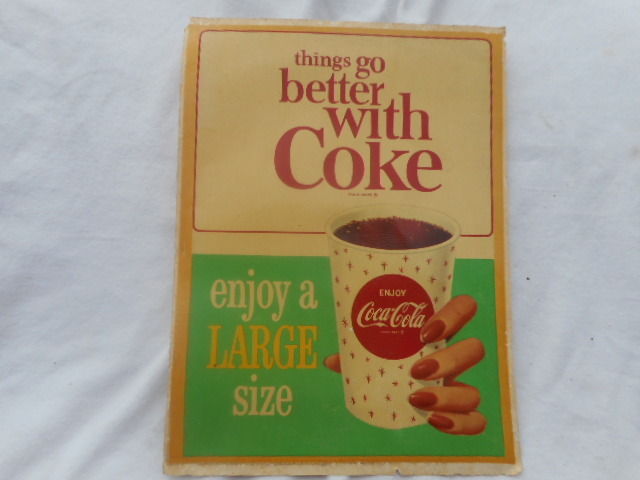 things go
better
with
Coke
enjoy a
LARGE
size
ENJOY
Coca-Cola